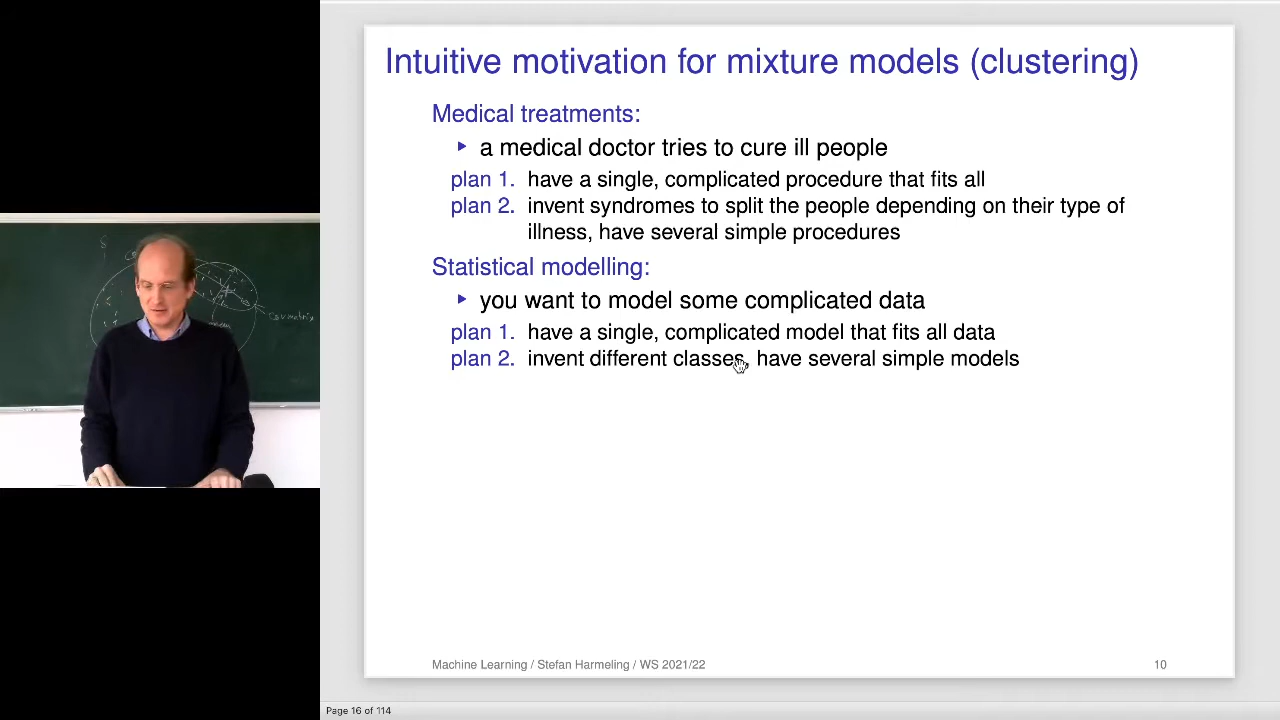 Intuitive motivation for mixture models (clustering)
Medical treatments:
a medical doctor tries to cure ill people
plan 1. have a single, complicated procedure that fits all
plan 2. invent syndromes to split the people depending on their type of
illness, have several simple procedures
Statistical modelling:
you want to model some complicated data
plan 1. have a single, complicated model that fits all data
plan 2. invent different classes, have several simple models
Machine Learning / Stefan Harmeling / WS 2021/22
10
Page 16 of 114